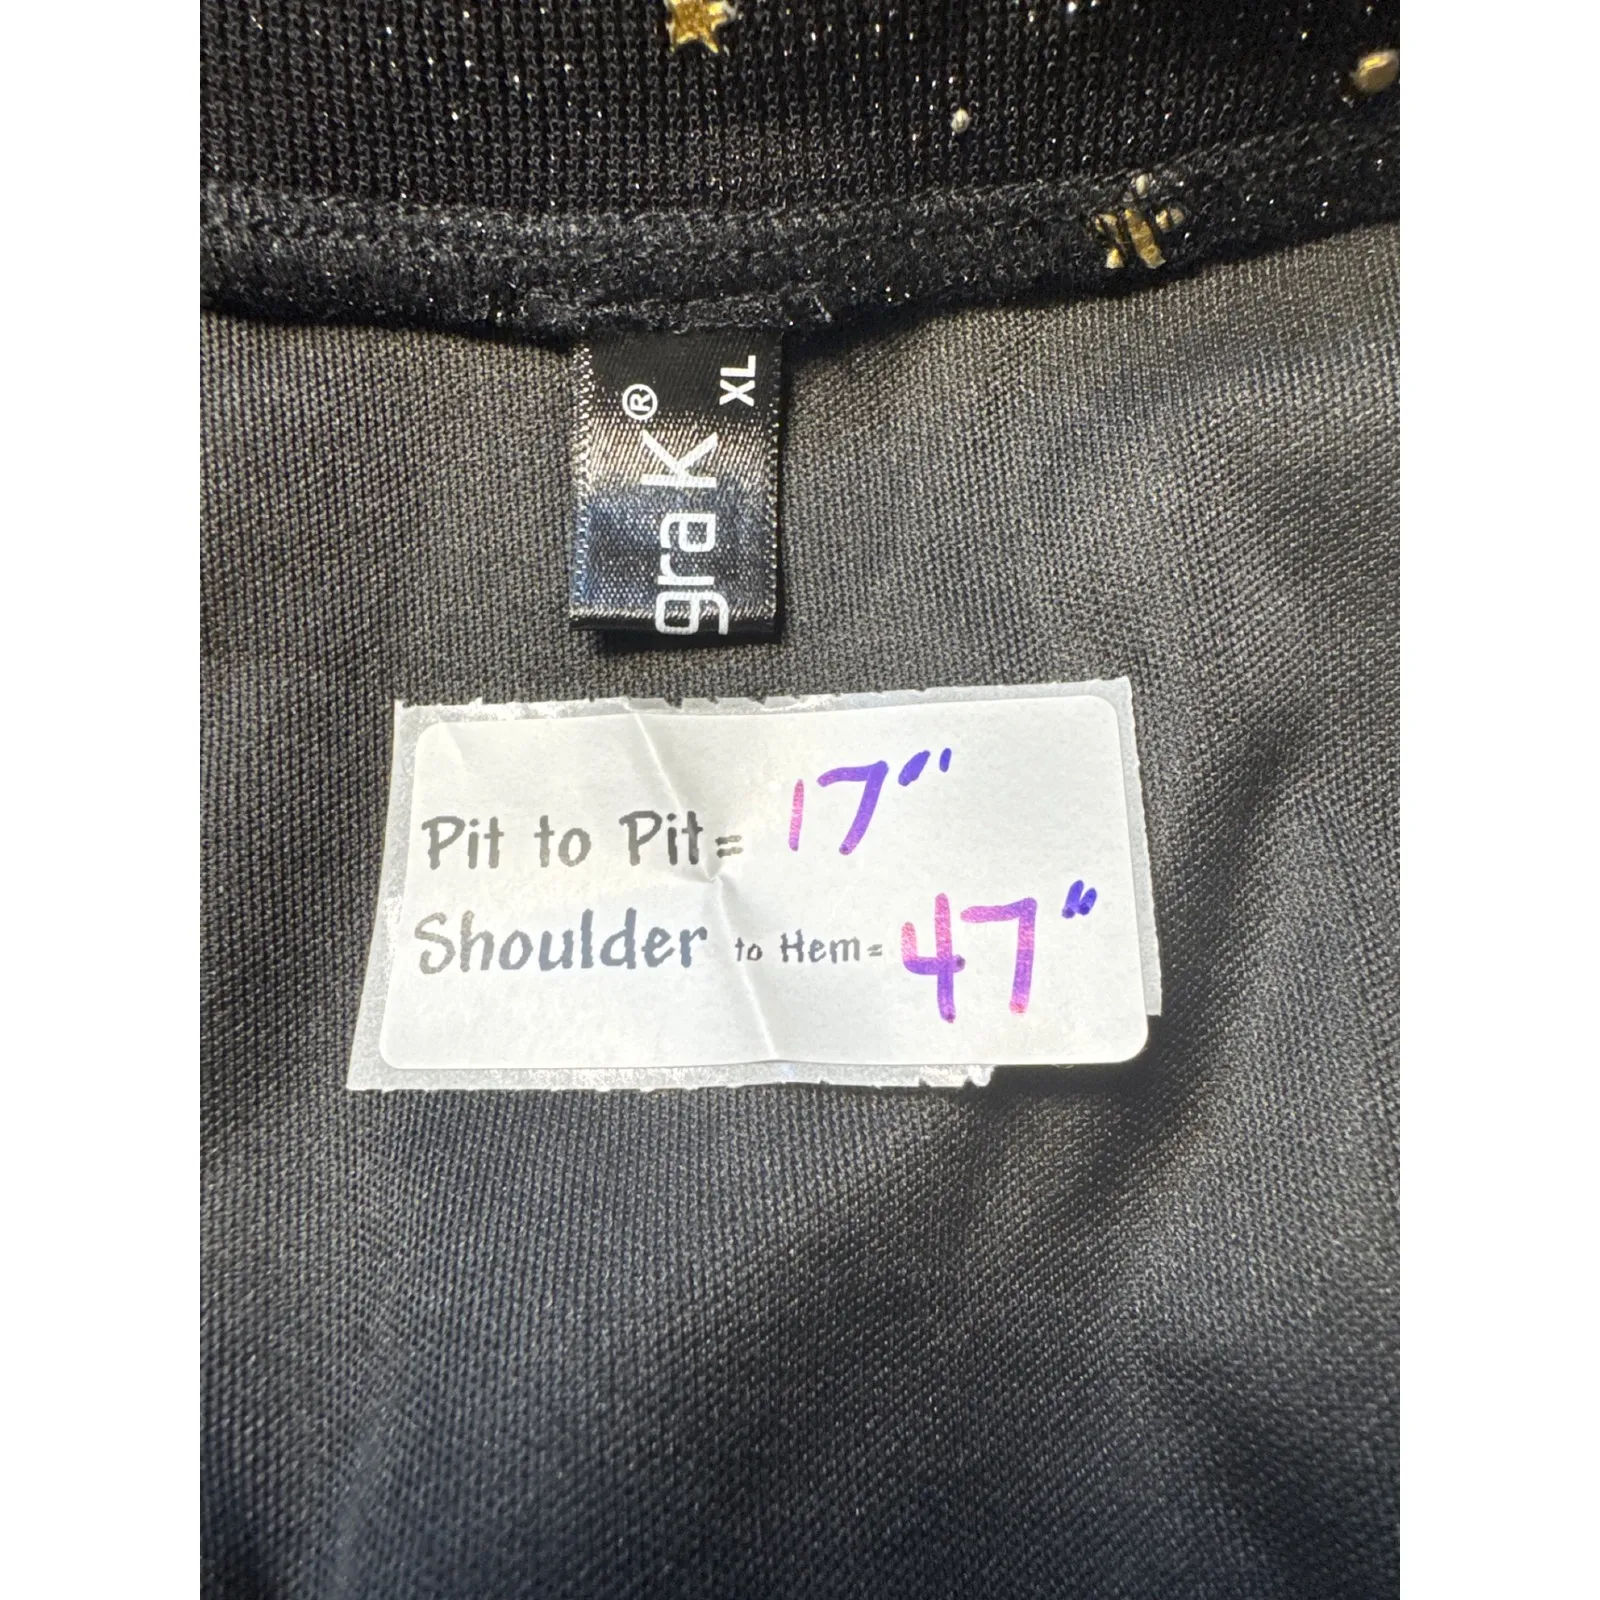 XL
gra K®
Pit to Pit = 17"
Shoulder to Hem = 47"